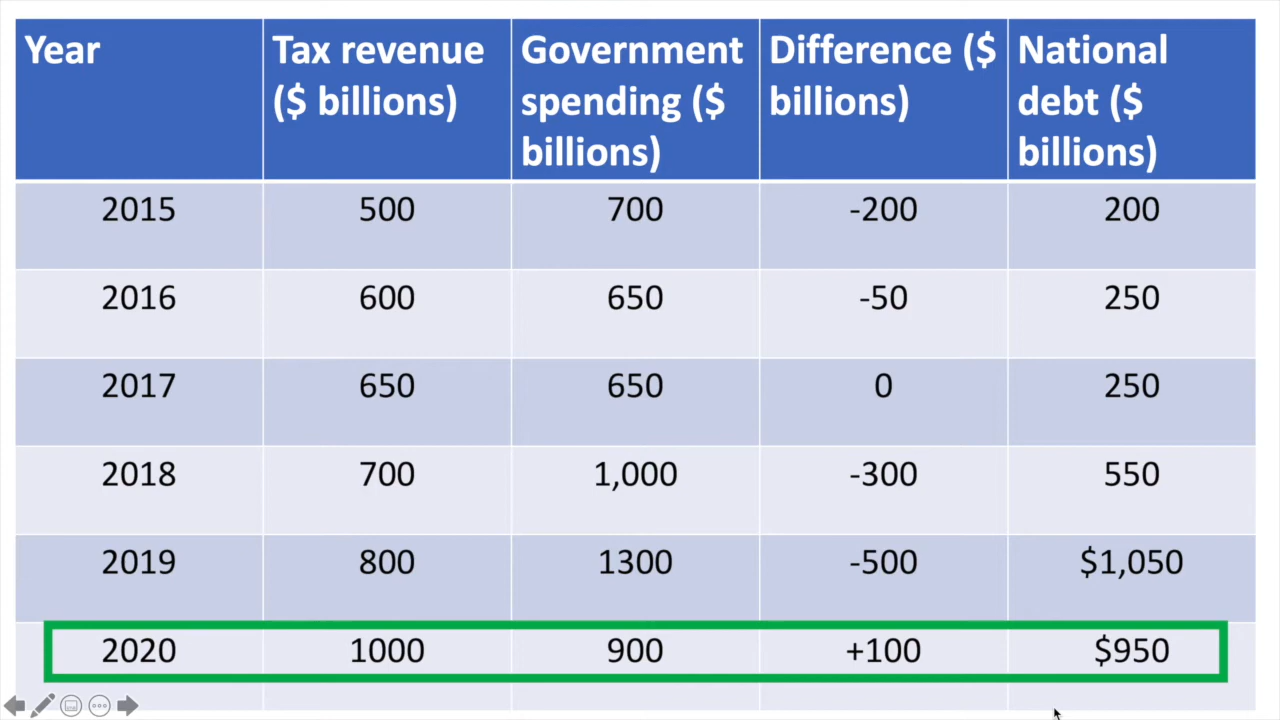 Year Tax revenue ($ billions) Government spending ($ billions) Difference ($ billions) National debt ($ billions)
2015 500 700 -200 200
2016 600 650 -50 250
2017 650 650 0 250
2018 700 1,000 -300 550
2019 800 1300 -500 $1,050
2020 1000 900 +100 $950